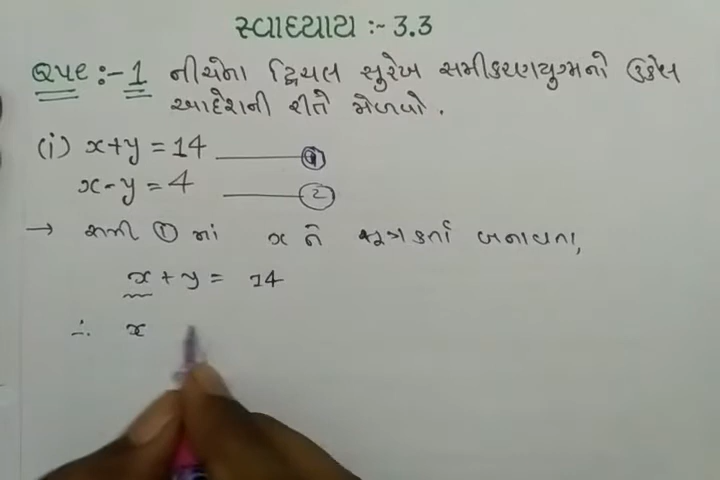 સ્વાધ્યાય :- 3.3
પ્રશ્ન :- 1 નીચેના દ્વિચલ સુરેખ સમીકરણયુગ્મનો ઉકેલ
આદેશની રીતે મેળવો.
(i) x+y = 14 ①
x-y = 4 ②
→ સમી ① માં x ને સૂત્રકર્તા બનાવતા,
x + y = 14
∴ x